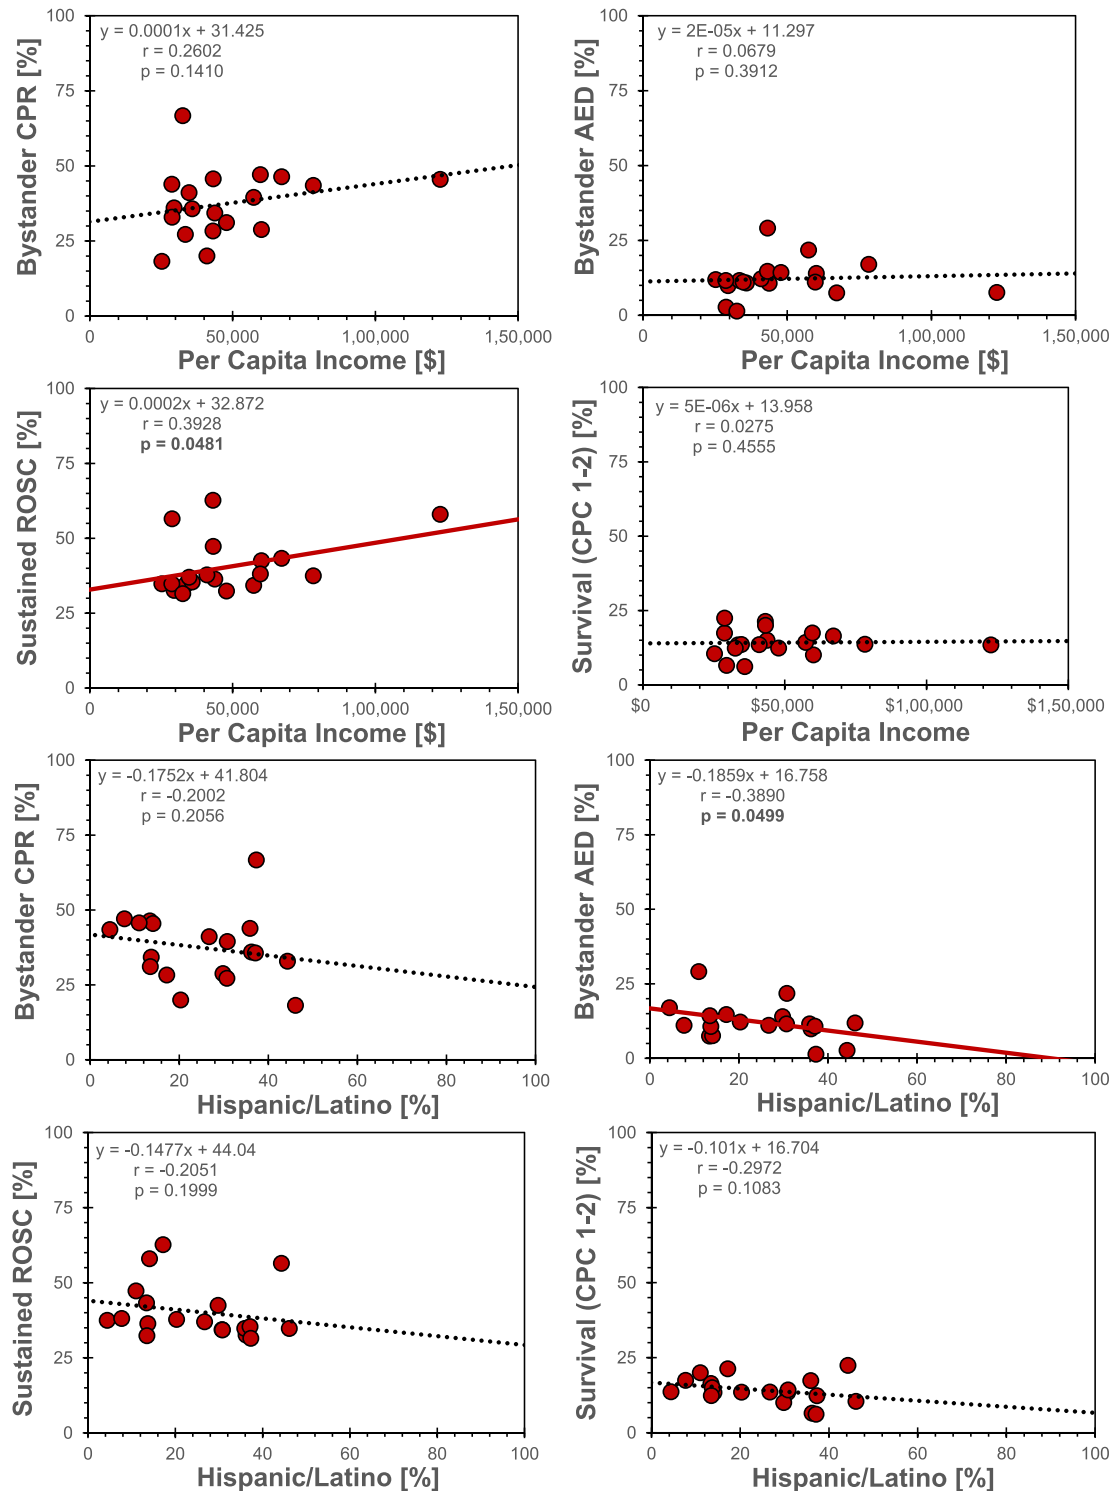 y = 0.0001x + 31.425
r = 0.2602
p = 0.1410
Bystander CPR [%]
100
75
50
25
0
0 50,000 1,00,000 1,50,000
Per Capita Income [$]
y = 2E-05x + 11.297
r = 0.0679
p = 0.3912
Bystander AED [%]
100
75
50
25
0
0 50,000 1,00,000 1,50,000
Per Capita Income [$]
y = 0.0002x + 32.872
r = 0.3928
p = 0.0481
Sustained ROSC [%]
100
75
50
25
0
0 50,000 1,00,000 1,50,000
Per Capita Income [$]
y = 5E-06x + 13.958
r = 0.0275
p = 0.4555
Survival (CPC 1-2) [%]
100
75
50
25
0
$0 $50,000 $1,00,000 $1,50,000
Per Capita Income
y = -0.1752x + 41.804
r = -0.2002
p = 0.2056
Bystander CPR [%]
100
75
50
25
0
0 20 40 60 80 100
Hispanic/Latino [%]
y = -0.1859x + 16.758
r = -0.3890
p = 0.0499
Bystander AED [%]
100
75
50
25
0
0 20 40 60 80 100
Hispanic/Latino [%]
y = -0.1477x + 44.04
r = -0.2051
p = 0.1999
Sustained ROSC [%]
100
75
50
25
0
0 20 40 60 80 100
Hispanic/Latino [%]
y = -0.101x + 16.704
r = -0.2972
p = 0.1083
Survival (CPC 1-2) [%]
100
75
50
25
0
0 20 40 60 80 100
Hispanic/Latino [%]